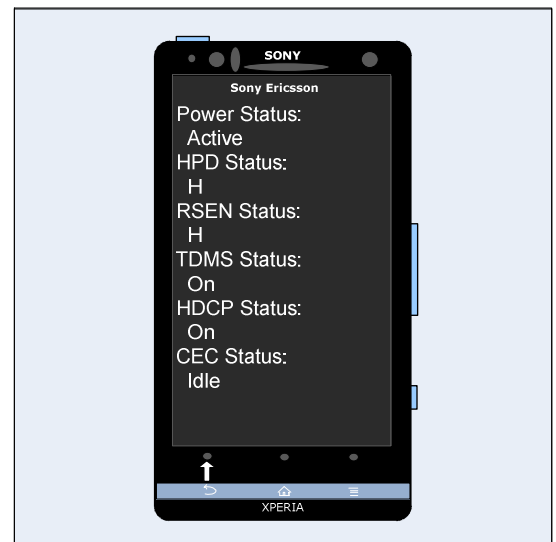 SONY
Sony Ericsson
Power Status:
Active
HPD Status:
H
RSEN Status:
H
TDMS Status:
On
HDCP Status:
On
CEC Status:
Idle
XPERIA